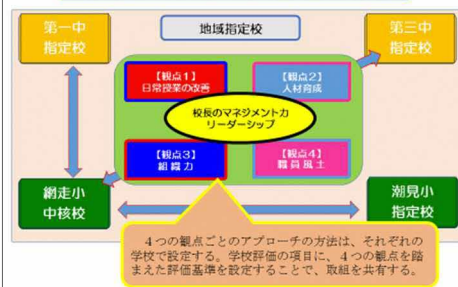 地域指定校
第一中
指定校
第三中
指定校
【観点1】
日常授業の改善
【観点2】
人材育成
校長のマネジメント力
リーダーシップ
【観点3】
組織力
【観点4】
職員風土
網走小
中核校
潮見小
指定校
4つの観点ごとのアプローチの方法は、それぞれの
学校で設定する。学校評価の項目に、4つの観点を踏
まえた評価基準を設定することで、取組を共有する。